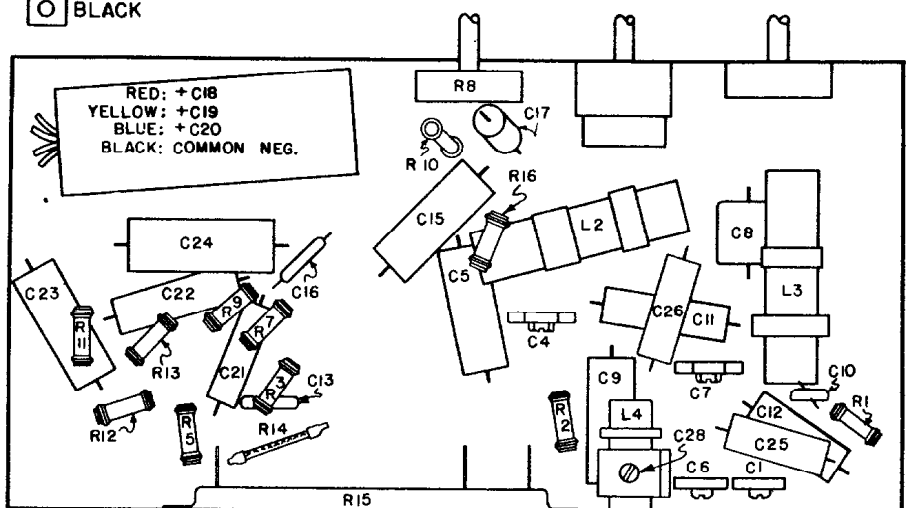 BLACK
R8
RED: +C18
YELLOW: +C19
BLUE: +C20
BLACK: COMMON NEG.
C17
R10
R16
C15
L2
C8
C24
C5
C23
C22
C16
L3
R9
R7
C26
C11
R11
C4
R13
C21
R3
C13
C9
C7
C10
R12
R5
R14
R2
L4
C12
R1
C25
C28
C6
C1
R15